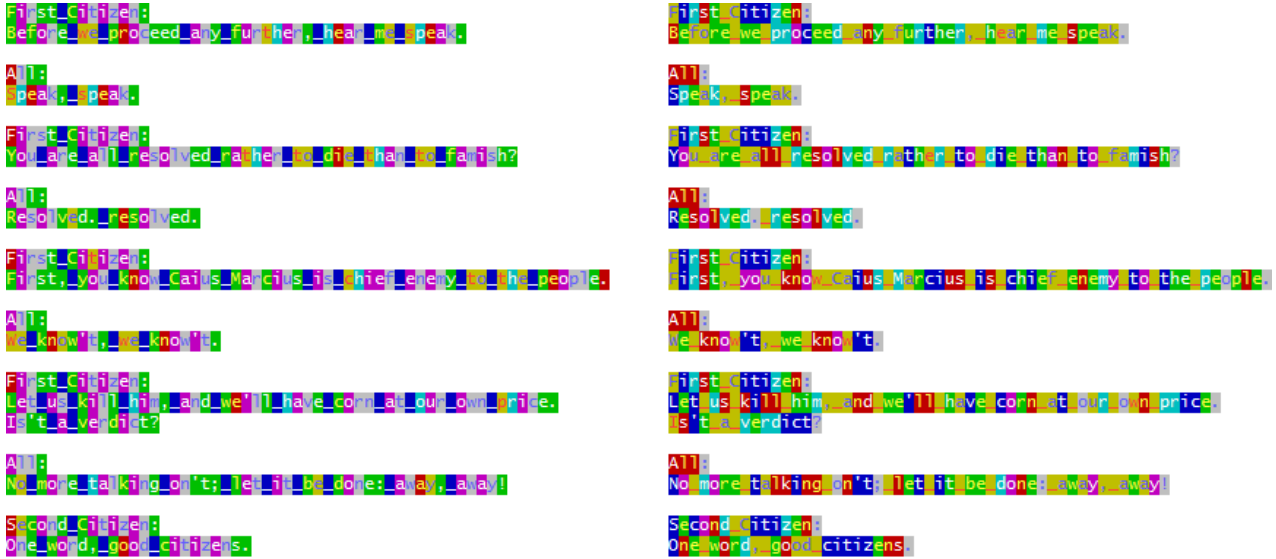 First_Citizen:
Before_we_proceed_any_further,_hear_me_speak.
All:
Speak,_speak.
First_Citizen:
You_are_all_resolved_rather_to_die_than_to_famish?
All:
Resolved._resolved.
First_Citizen:
First,_you_know_Caius_Marcius_is_chief_enemy_to_the_people.
All:
We_know't,_we_know't.
First_Citizen:
Let_us_kill_him,_and_we'll_have_corn_at_our_own_price.
Is't_a_verdict?
All:
No_more_talking_on't;_let_it_be_done:_away,_away!
Second_Citizen:
One_word,_good_citizens.
First_Citizen:
Before_we_proceed_any_further,_hear_me_speak.
All:
Speak,_speak.
First_Citizen:
You_are_all_resolved_rather_to_die_than_to_famish?
All:
Resolved._resolved.
First_Citizen:
First,_you_know_Caius_Marcius_is_chief_enemy_to_the_people.
All:
We_know't,_we_know't.
First_Citizen:
Let_us_kill_him,_and_we'll_have_corn_at_our_own_price.
Is't_a_verdict?
All:
No_more_talking_on't;_let_it_be_done:_away,_away!
Second_Citizen:
One_word,_good_citizens.